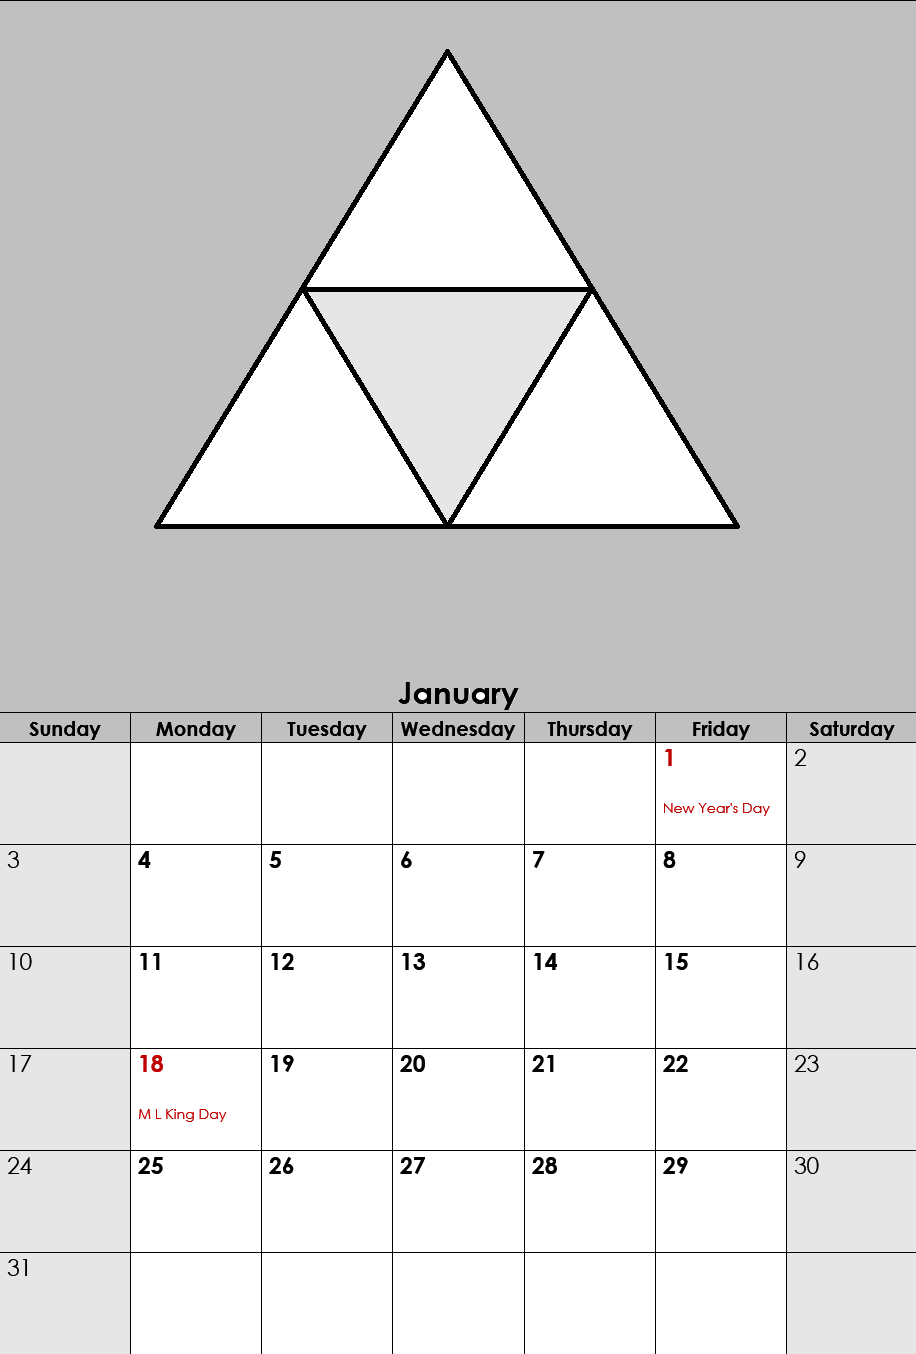 January
Sunday Monday Tuesday Wednesday Thursday Friday Saturday
1 2
New Year's Day
3 4 5 6 7 8 9
10 11 12 13 14 15 16
17 18 19 20 21 22 23
M L King Day
24 25 26 27 28 29 30
31